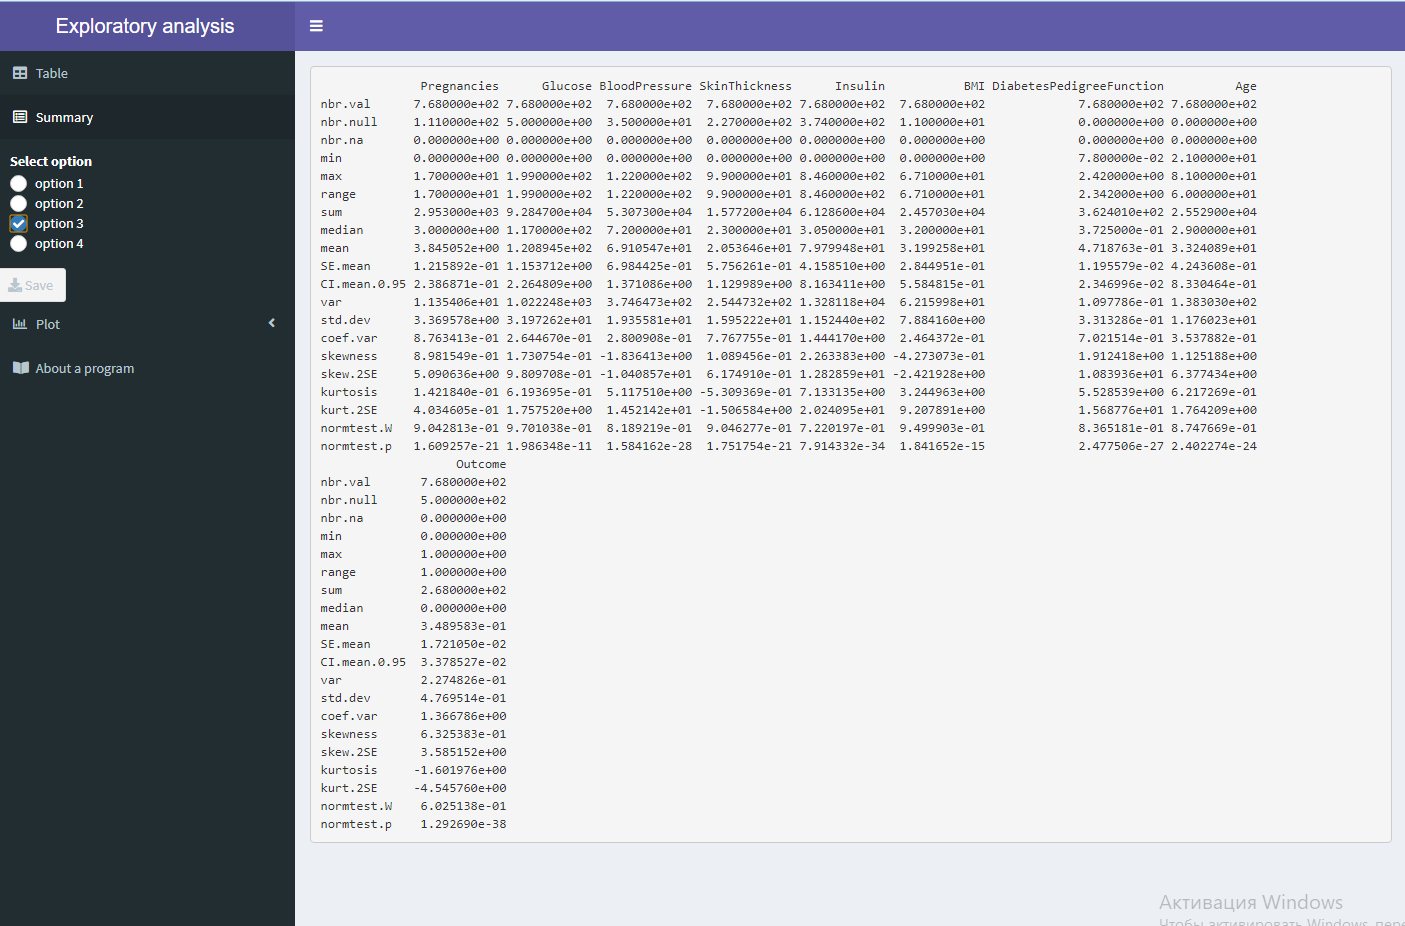 Exploratory analysis
Table
Summary
Select option
option 1
option 2
option 3
option 4
Save
Plot
About a program
Pregnancies Glucose BloodPressure SkinThickness Insulin BMI DiabetesPedigreeFunction Age
nbr.val 7.680000e+02 7.680000e+02 7.680000e+02 7.680000e+02 7.680000e+02 7.680000e+02 7.680000e+02 7.680000e+02
nbr.null 1.110000e+02 5.000000e+00 3.500000e+01 2.270000e+02 3.740000e+02 1.100000e+01 0.000000e+00 0.000000e+00
nbr.na 0.000000e+00 0.000000e+00 0.000000e+00 0.000000e+00 0.000000e+00 0.000000e+00 0.000000e+00 0.000000e+00
min 0.000000e+00 0.000000e+00 0.000000e+00 0.000000e+00 0.000000e+00 0.000000e+00 7.800000e-02 2.100000e+01
max 1.700000e+01 1.990000e+02 1.220000e+02 9.900000e+01 8.460000e+02 6.710000e+01 2.420000e+00 8.100000e+01
range 1.700000e+01 1.990000e+02 1.220000e+02 9.900000e+01 8.460000e+02 6.710000e+01 2.342000e+00 6.000000e+01
sum 2.953000e+03 9.284700e+04 5.307300e+04 1.577200e+04 6.128600e+04 2.457030e+04 3.624010e+02 2.552900e+04
median 3.000000e+00 1.170000e+02 7.200000e+01 2.300000e+01 3.050000e+01 3.200000e+01 3.725000e-01 2.900000e+01
mean 3.845052e+00 1.208945e+02 6.910547e+01 2.053646e+01 7.979948e+01 3.199258e+01 4.718763e-01 3.324089e+01
SE.mean 1.215892e-01 1.153712e+00 6.984425e-01 5.756261e-01 4.158510e+00 2.844951e-01 1.195579e-02 4.243608e-01
CI.mean.0.95 2.386871e-01 2.264809e+00 1.371086e+00 1.129989e+00 8.163411e+00 5.584815e-01 2.346996e-02 8.330464e-01
var 1.135406e+01 1.022248e+03 3.746473e+02 2.544732e+02 1.328118e+04 6.215998e+01 1.097786e-01 1.383030e+02
std.dev 3.369578e+00 3.197262e+01 1.935581e+01 1.595222e+01 1.152440e+02 7.884160e+00 3.313286e-01 1.176023e+01
coef.var 8.763413e-01 2.644670e-01 2.800908e-01 7.767755e-01 1.444170e+00 2.464372e-01 7.021514e-01 3.537882e-01
skewness 8.981549e-01 1.730754e-01 -1.836413e+00 1.089456e-01 2.263383e+00 -4.273073e-01 1.912418e+00 1.125188e+00
skew.2SE 5.090636e+00 9.809708e-01 -1.040857e+01 6.174910e-01 1.282859e+01 -2.421928e+00 1.083936e+01 6.377434e+00
kurtosis 1.421840e-01 6.193695e-01 5.117510e+00 -5.309369e-01 7.133135e+00 3.244963e+00 5.528539e+00 6.217269e-01
kurt.2SE 4.034605e-01 1.757520e+00 1.452142e+01 -1.506584e+00 2.024095e+01 9.207891e+00 1.568776e+01 1.764209e+00
normtest.W 9.042813e-01 9.701038e-01 8.189219e-01 9.046277e-01 7.220197e-01 9.499903e-01 8.365181e-01 8.747669e-01
normtest.p 1.609257e-21 1.986348e-11 1.584162e-28 1.751754e-21 7.914332e-34 1.841652e-15 2.477506e-27 2.402274e-24
Outcome
nbr.val 7.680000e+02
nbr.null 5.000000e+02
nbr.na 0.000000e+00
min 0.000000e+00
max 1.000000e+00
range 1.000000e+00
sum 2.680000e+02
median 0.000000e+00
mean 3.489583e-01
SE.mean 1.721050e-02
CI.mean.0.95 3.378527e-02
var 2.274826e-01
std.dev 4.769514e-01
coef.var 1.366786e+00
skewness 6.325383e-01
skew.2SE 3.585152e+00
kurtosis -1.601976e+00
kurt.2SE -4.545760e+00
normtest.W 6.025138e-01
normtest.p 1.292690e-38
Активация Windows
Чтобы активировать Windows, пере